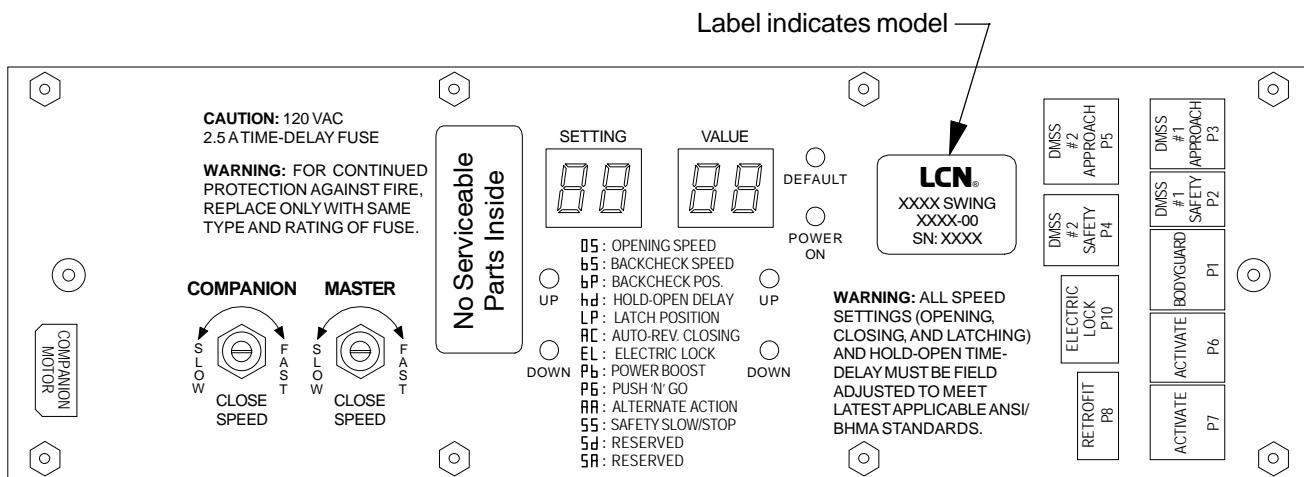 Label indicates model
CAUTION: 120 VAC
2.5 A TIME-DELAY FUSE
WARNING: FOR CONTINUED
PROTECTION AGAINST FIRE,
REPLACE ONLY WITH SAME
TYPE AND RATING OF FUSE.
COMPANION
MASTER
SLOW
FAST
SLOW
FAST
CLOSE
SPEED
CLOSE
SPEED
COMPANION
MOTOR
No Serviceable
Parts Inside
SETTING
VALUE
88
88
DEFAULT
POWER
ON
UP
DOWN
UP
DOWN
OS: OPENING SPEED
bS: BACKCHECK SPEED
bP: BACKCHECK POS.
hd: HOLD-OPEN DELAY
LP: LATCH POSITION
AC: AUTO-REV. CLOSING
EL: ELECTRIC LOCK
Pb: POWER BOOST
PG: PUSH 'N' GO
AA: ALTERNATE ACTION
SS: SAFETY SLOW/STOP
Sd: RESERVED
SA: RESERVED
LCN®
XXXX SWING
XXXX-00
SN: XXXX
WARNING: ALL SPEED
SETTINGS (OPENING,
CLOSING, AND LATCHING)
AND HOLD-OPEN TIME-
DELAY MUST BE FIELD
ADJUSTED TO MEET
LATEST APPLICABLE ANSI/
BHMA STANDARDS.
DMSS
#2
APPROACH
P5
DMSS
#2
SAFETY
P4
ELECTRIC
LOCK
P10
RETROFIT
P8
DMSS
#1
APPROACH
P3
DMSS
#1
SAFETY
P2
BODYGUARD
P1
ACTIVATE
P6
ACTIVATE
P7